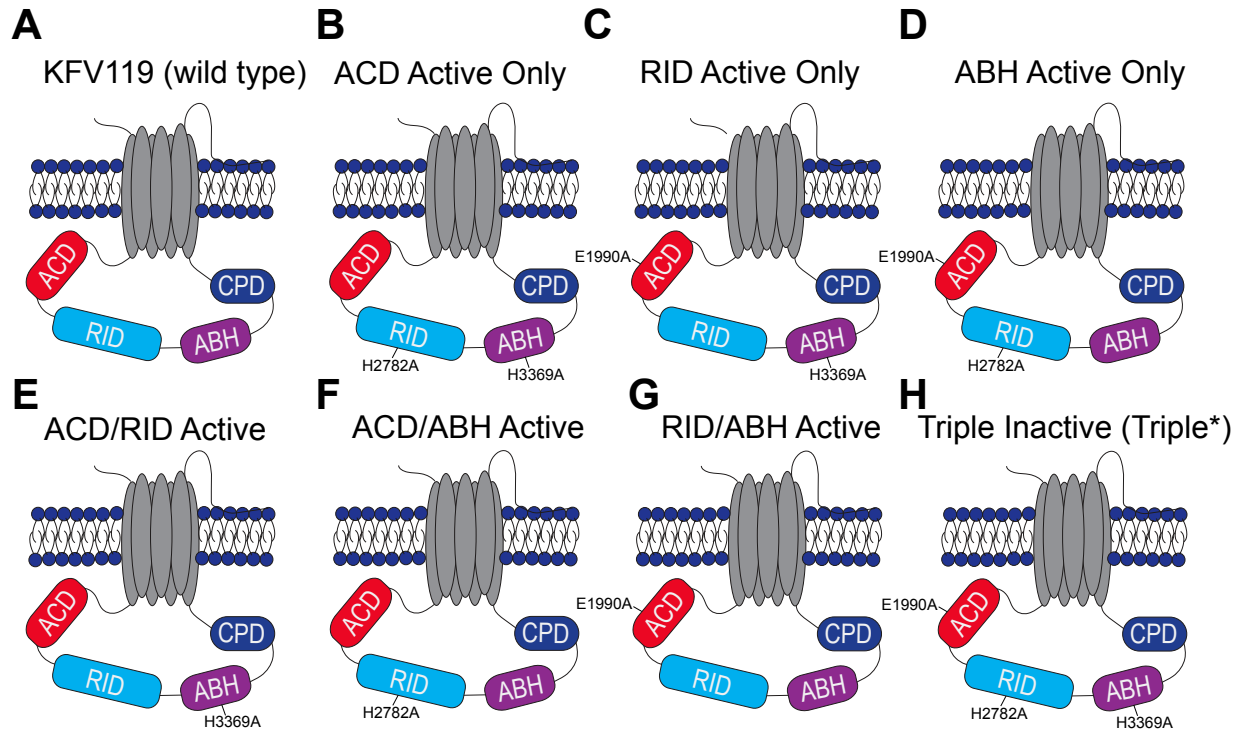 A
B
C
D
KFV119 (wild type)
ACD Active Only
RID Active Only
ABH Active Only
ACD
RID
ABH
CPD
ACD
RID
ABH
CPD
H2782A
H3369A
E1990A
ACD
RID
ABH
CPD
H3369A
E1990A
ACD
RID
ABH
CPD
H2782A
E
F
G
H
ACD/RID Active
ACD/ABH Active
RID/ABH Active
Triple Inactive (Triple*)
ACD
RID
ABH
CPD
H3369A
ACD
RID
ABH
CPD
H2782A
E1990A
ACD
RID
ABH
CPD
E1990A
ACD
RID
ABH
CPD
H2782A
H3369A